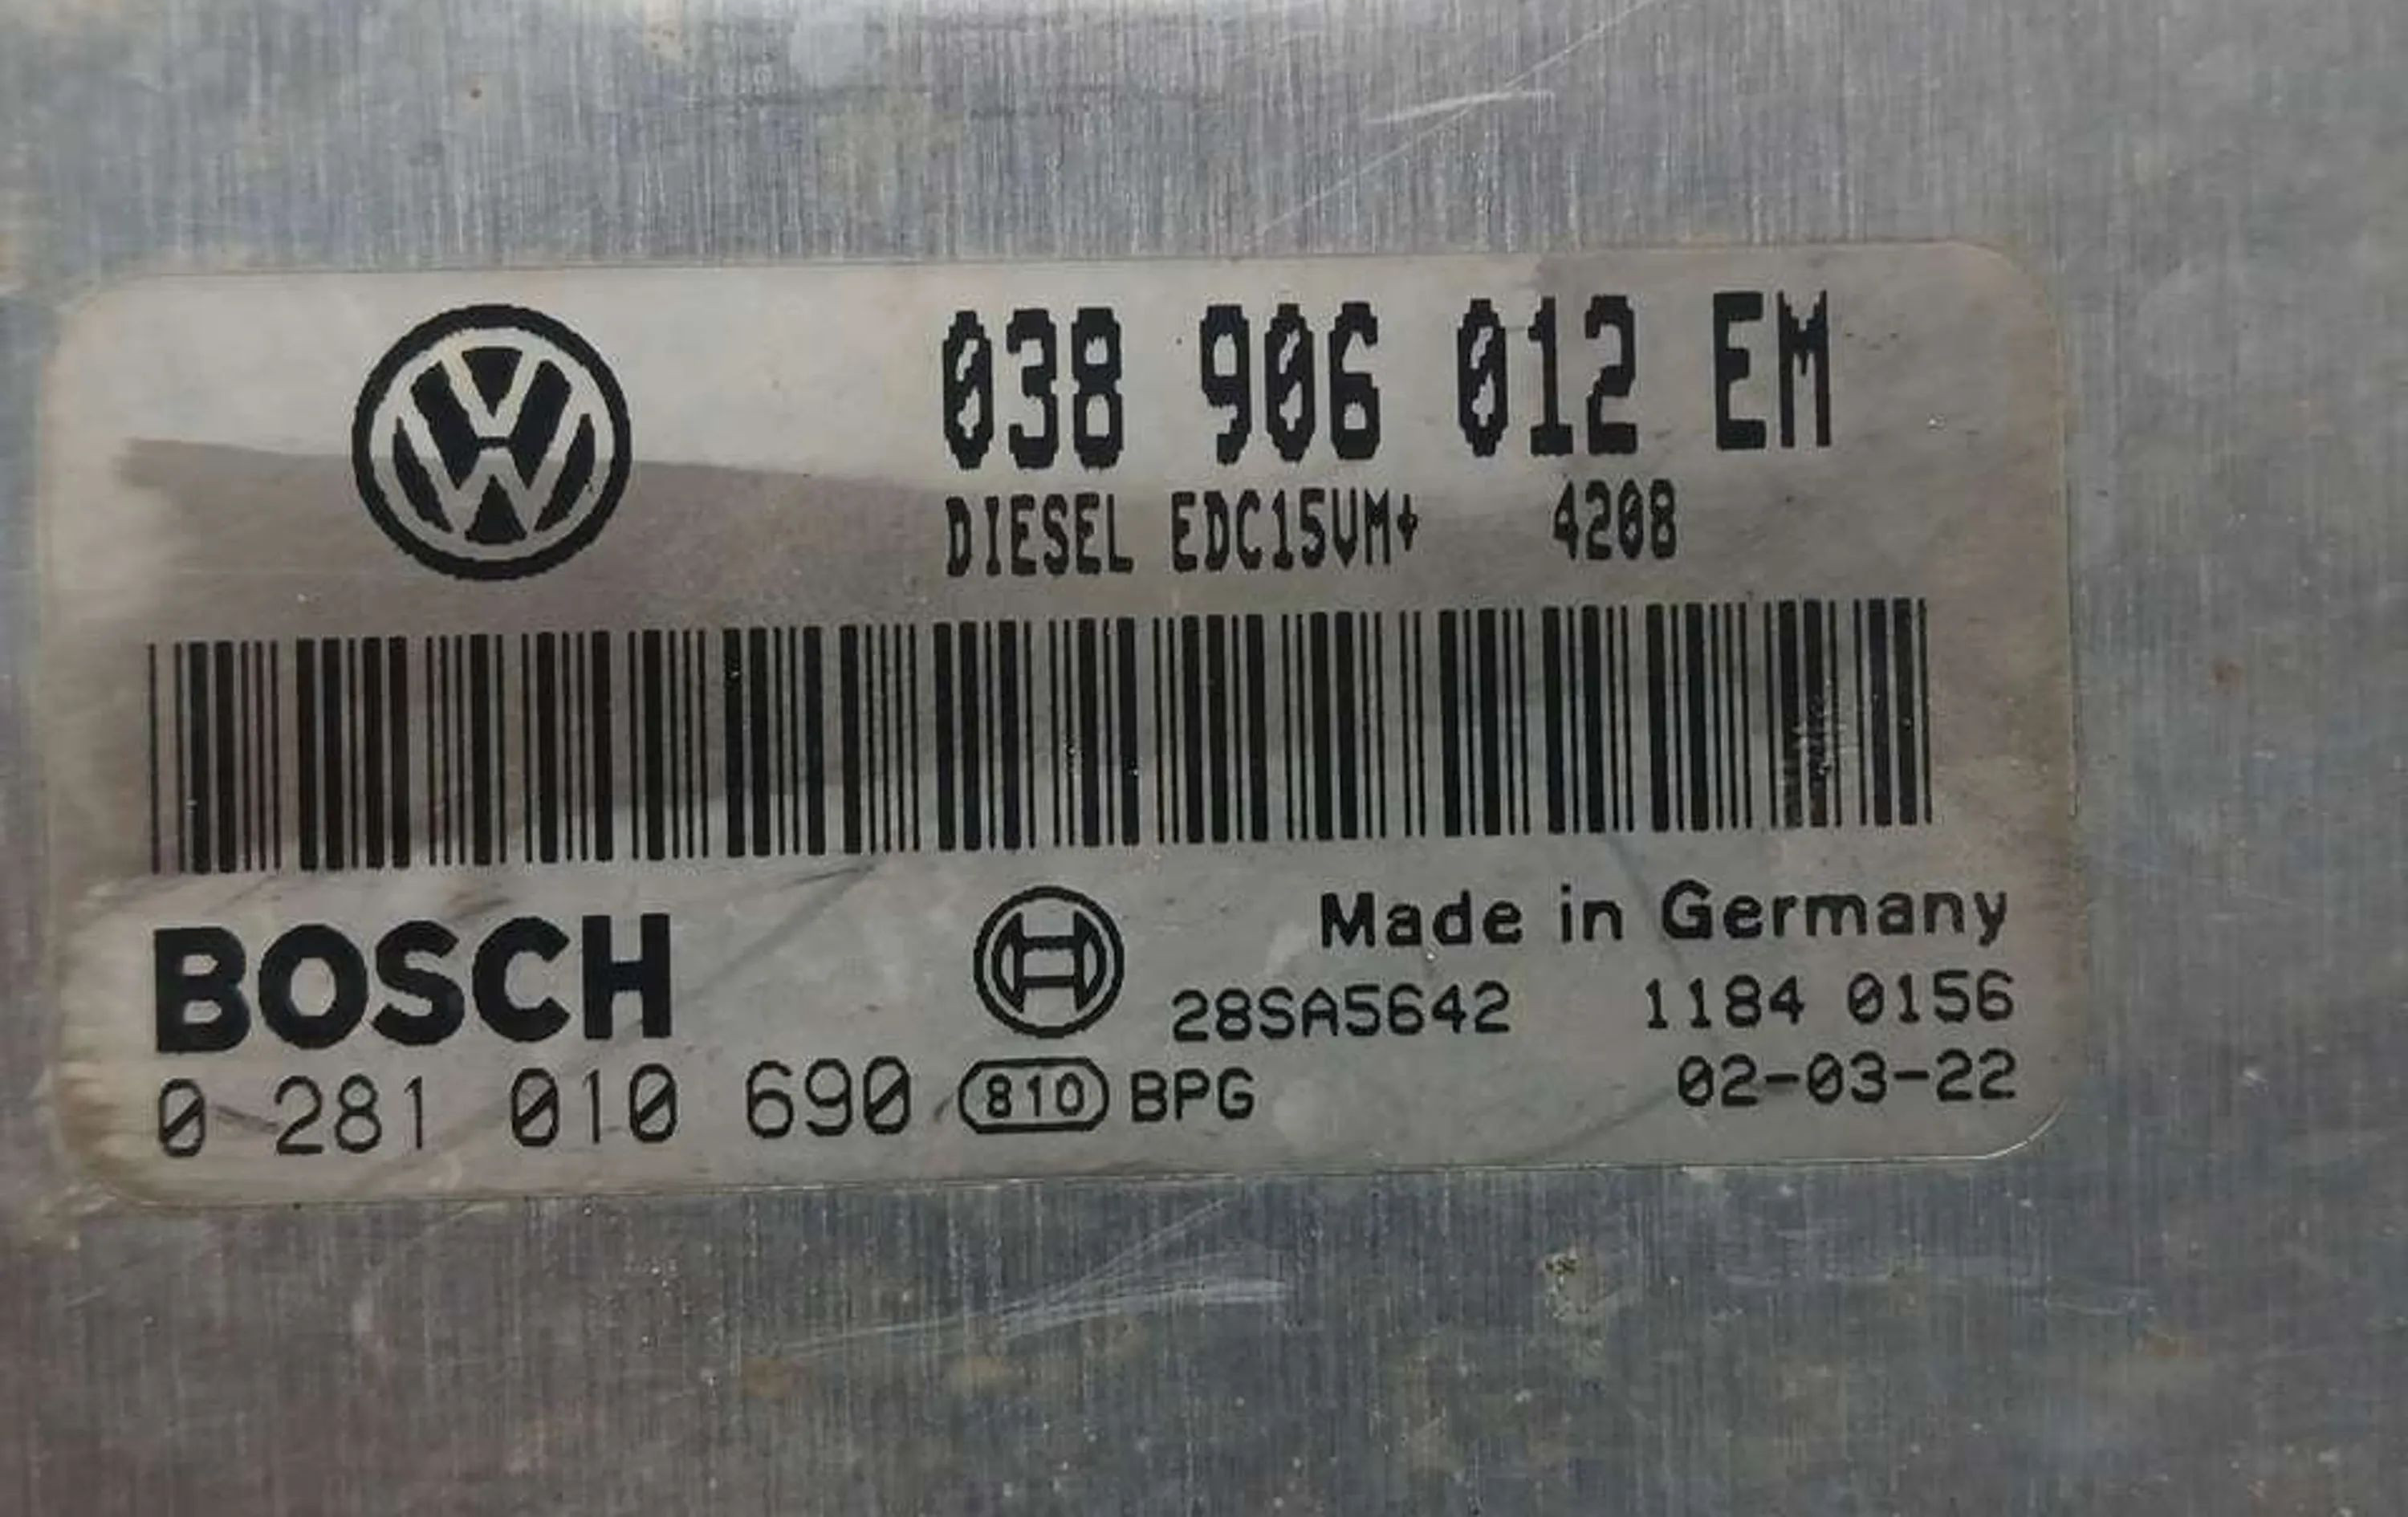 038 906 012 EM
DIESEL EDC15VM+ 4208
BOSCH
Made in Germany
28SA5642 1184 0156
0 281 010 690 810 BPG 02-03-22